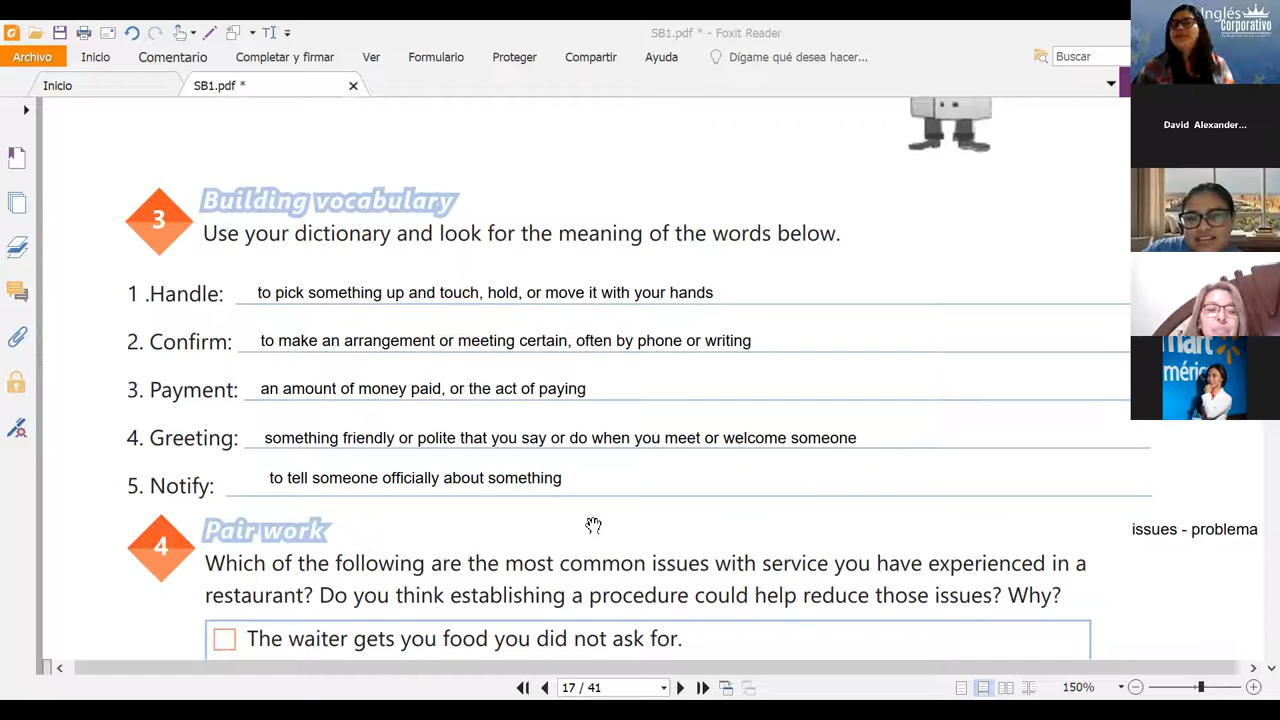 SB1.pdf * - Foxit Reader
Archivo
Inicio
Comentario
Completar y firmar
Ver
Formulario
Proteger
Compartir
Ayuda
Dígame qué desea hacer...
Buscar
Inicio
SB1.pdf *
Inglés
Corporativo
David Alexander...
3
Building vocabulary
Use your dictionary and look for the meaning of the words below.
1 .Handle: to pick something up and touch, hold, or move it with your hands
2. Confirm: to make an arrangement or meeting certain, often by phone or writing
3. Payment: an amount of money paid, or the act of paying
4. Greeting: something friendly or polite that you say or do when you meet or welcome someone
5. Notify: to tell someone officially about something
4
Pair work
issues - problema
Which of the following are the most common issues with service you have experienced in a
restaurant? Do you think establishing a procedure could help reduce those issues? Why?
The waiter gets you food you did not ask for.
17 / 41
150%